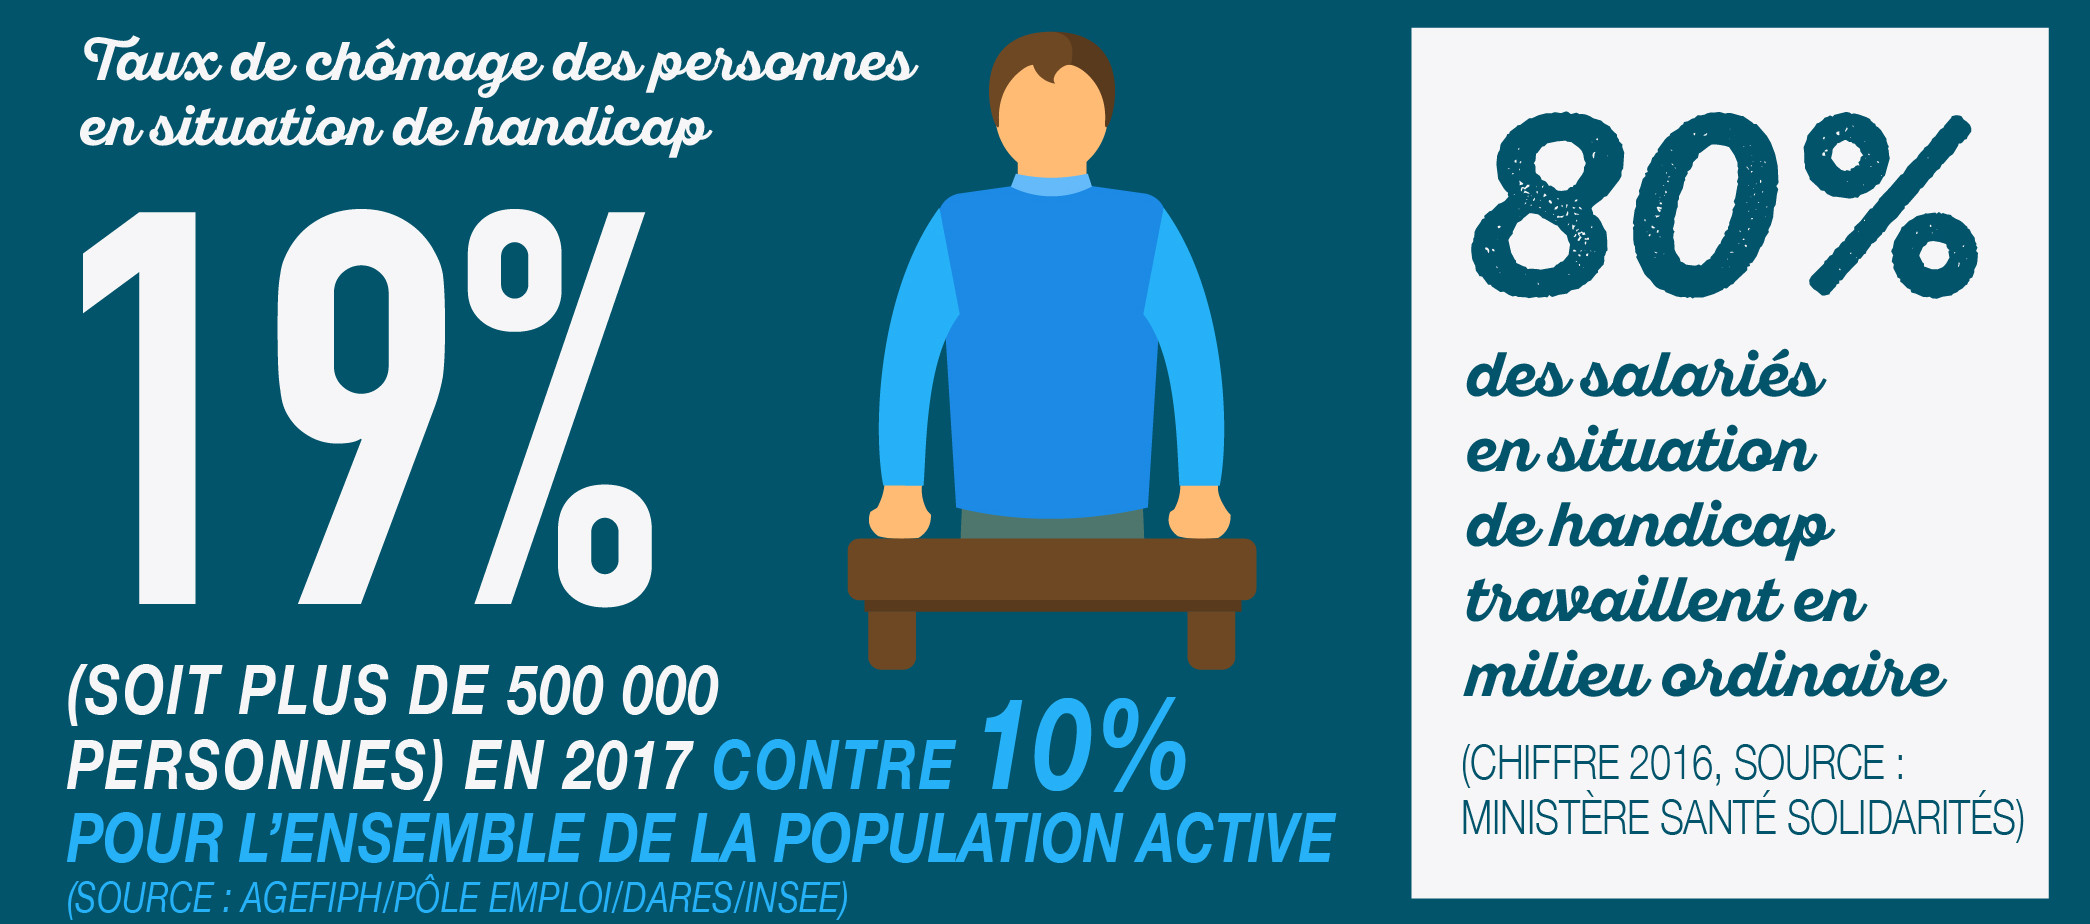 Taux de chômage des personnes
en situation de handicap
19%
(SOIT PLUS DE 500 000
PERSONNES) EN 2017 CONTRE 10%
POUR L’ENSEMBLE DE LA POPULATION ACTIVE
(SOURCE : AGEFIPH/PÔLE EMPLOI/DARES/INSEE)
80%
des salariés
en situation
de handicap
travaillent en
milieu ordinaire
(CHIFFRE 2016, SOURCE :
MINISTÈRE SANTÉ SOLIDARITÉS)